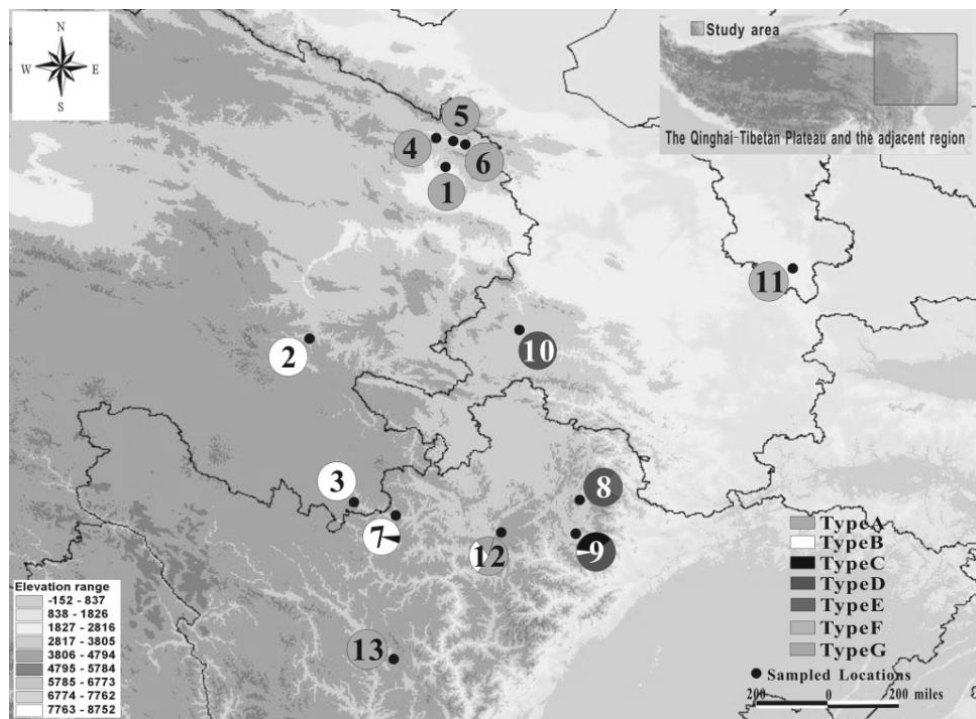 N
W E
S
Study area
The Qinghai-Tibetan Plateau and the adjacent region
5
4
6
1
11
2
10
3
8
7
12
9
13
TypeA
TypeB
TypeC
TypeD
TypeE
TypeF
TypeG
Sampled Locations
200 0 200 miles
Elevation range
-152 - 837
838 - 1826
1827 - 2816
2817 - 3805
3806 - 4794
4795 - 5784
5785 - 6773
6774 - 7762
7763 - 8752